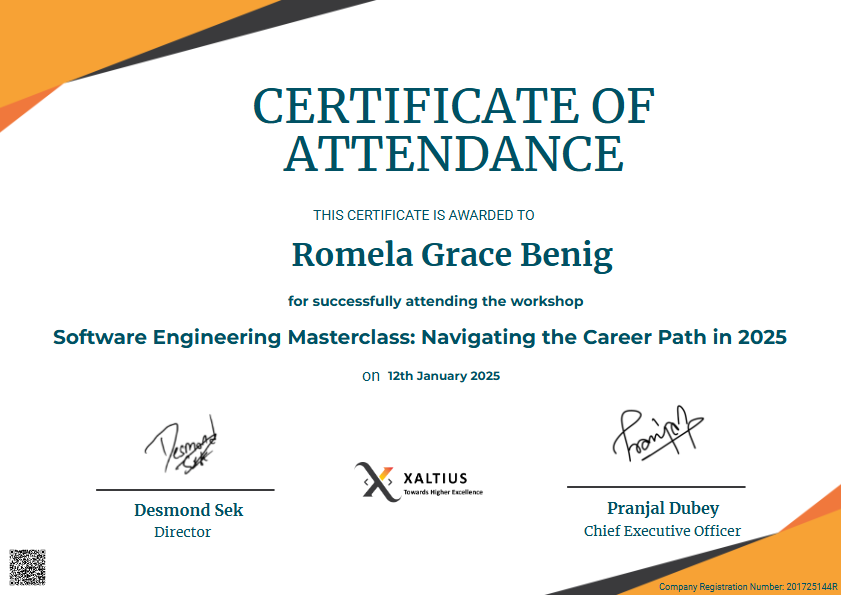 CERTIFICATE OF
ATTENDANCE
THIS CERTIFICATE IS AWARDED TO
Romela Grace Benig
for successfully attending the workshop
Software Engineering Masterclass: Navigating the Career Path in 2025
on 12th January 2025
Desmond
Sek
Pranjal
XALTIUS
Towards Higher Excellence
Desmond Sek
Director
Pranjal Dubey
Chief Executive Officer
Company Registration Number: 201725144R